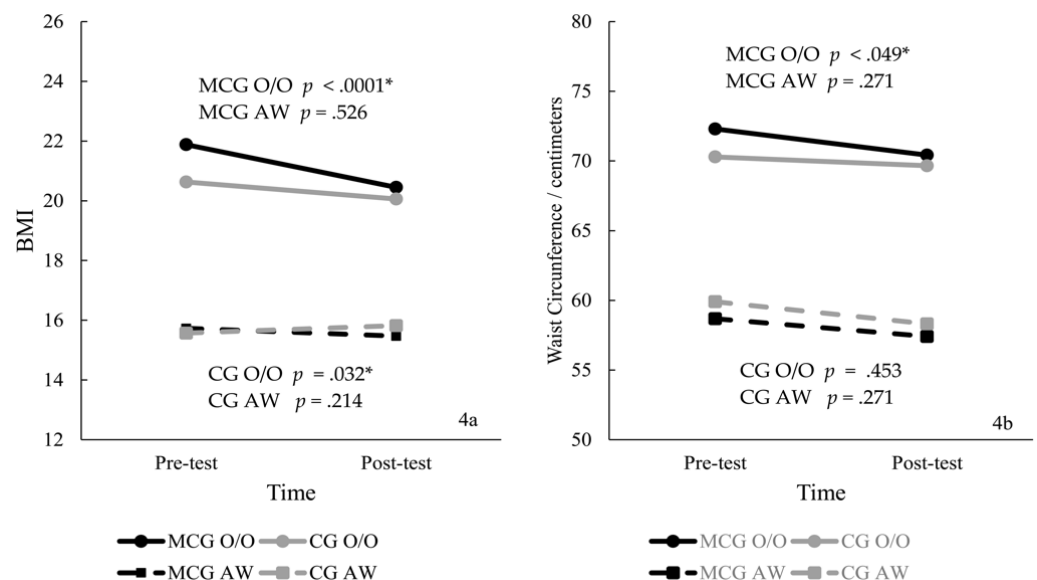 26
24
22
20
18
16
14
12
BMI
MCG O/O p < .0001*
MCG AW p = .526
CG O/O p = .032*
CG AW p = .214
4a
Pre-test Post-test
Time
MCG O/O CG O/O
MCG AW CG AW
80
75
70
65
60
55
50
Waist Circunference / centimeters
MCG O/O p < .049*
MCG AW p = .271
CG O/O p = .453
CG AW p = .271
4b
Pre-test Post-test
Time
MCG O/O CG O/O
MCG AW CG AW